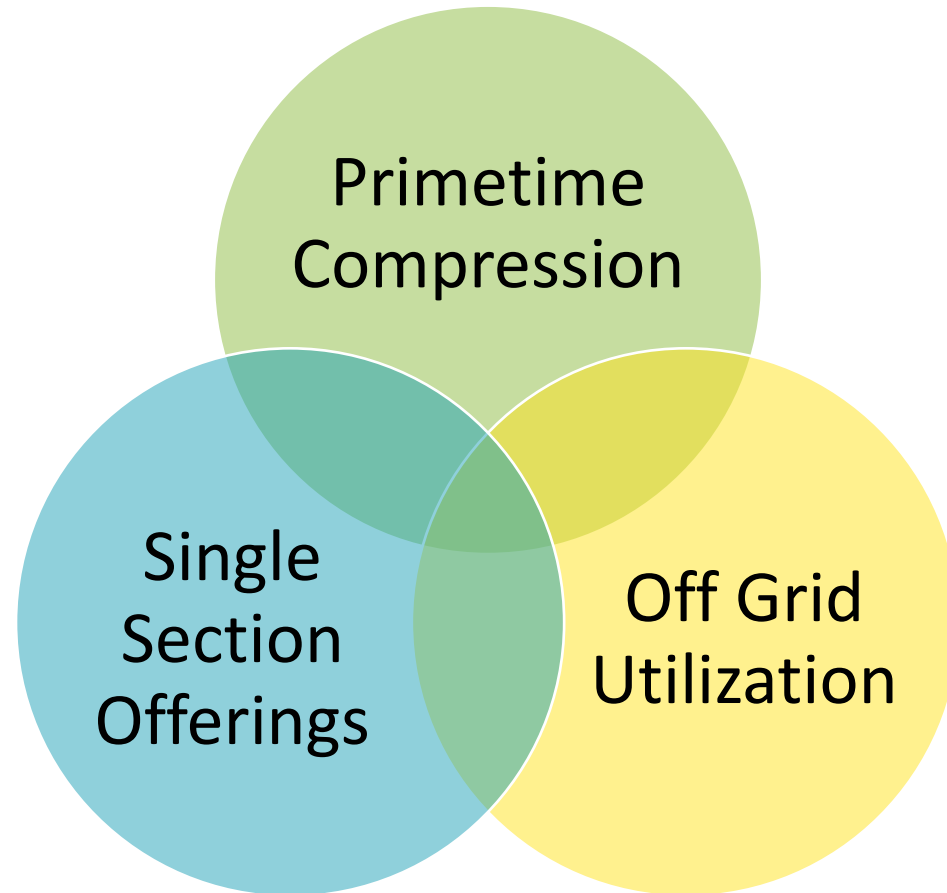 Primetime
Compression
Single
Section
Offerings
Off Grid
Utilization